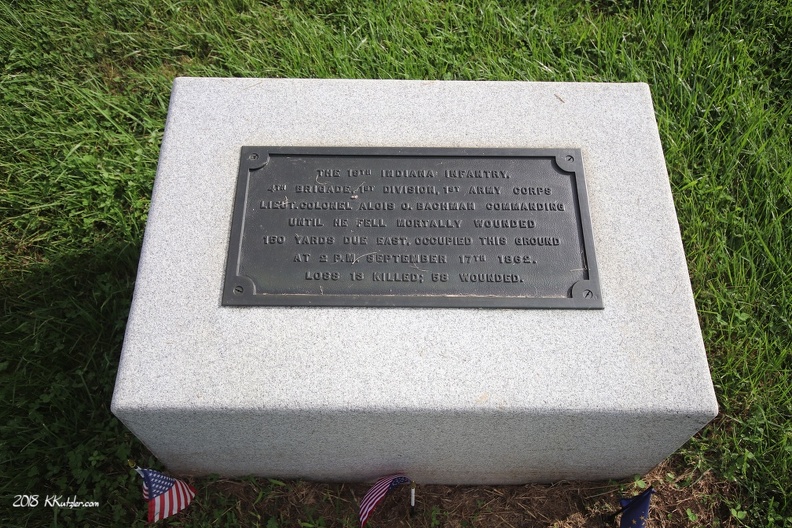 THE 19TH INDIANA INFANTRY,
4TH BRIGADE, 1ST DIVISION, 1ST ARMY CORPS
LIEUT. COLONEL ALOIS O. BACHMAN COMMANDING
UNTIL HE FELL MORTALLY WOUNDED
150 YARDS DUE EAST, OCCUPIED THIS GROUND
AT 2 P.M. SEPTEMBER 17TH 1862.
LOSS 13 KILLED; 58 WOUNDED.
2018 KKutzler.com